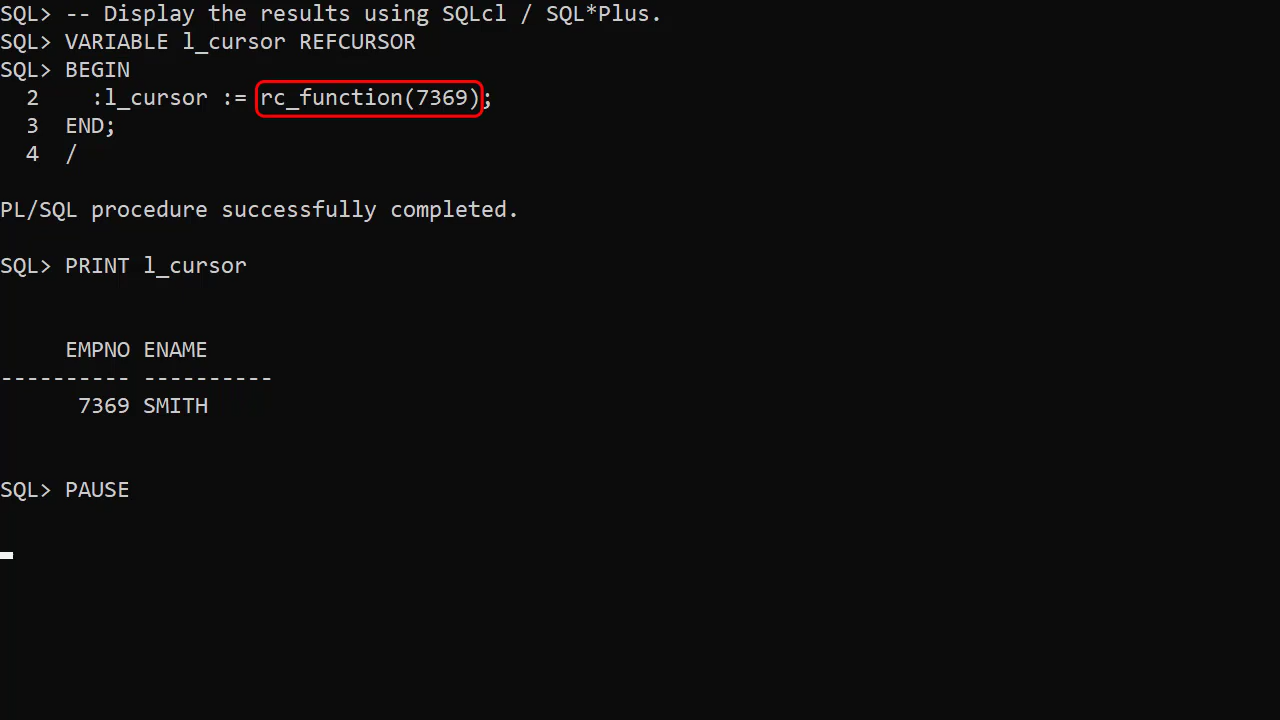 SQL> -- Display the results using SQLcl / SQL*Plus.
SQL> VARIABLE l_cursor REFCURSOR
SQL> BEGIN
  2    :l_cursor := rc_function(7369);
  3  END;
  4  /
PL/SQL procedure successfully completed.
SQL> PRINT l_cursor
     EMPNO ENAME
---------- ----------
      7369 SMITH
SQL> PAUSE